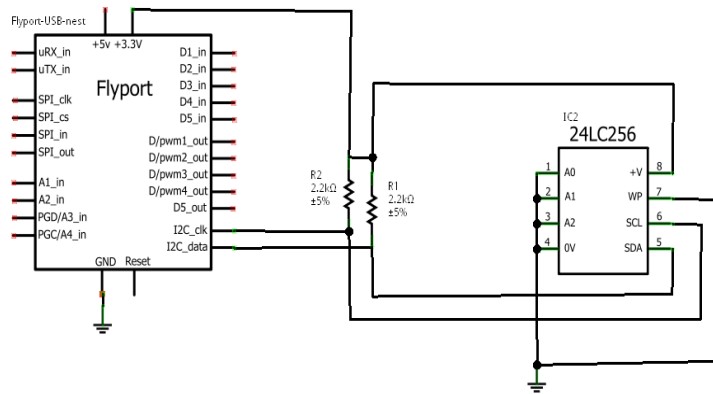 Flyport-USB-nest
+5v +3.3V
uRX_in
uTX_in
SPI_clk
SPI_cs
SPI_in
SPI_out
A1_in
A2_in
PGD/A3_in
PGC/A4_in
Flyport
D1_in
D2_in
D3_in
D4_in
D5_in
D/pwm1_out
D/pwm2_out
D/pwm3_out
D/pwm4_out
D5_out
I2C_clk
I2C_data
GND Reset
R2
2.2kΩ
±5%
R1
2.2kΩ
±5%
IC2
24LC256
1 A0 +V 8
2 A1 WP 7
3 A2 SCL 6
4 0V SDA 5